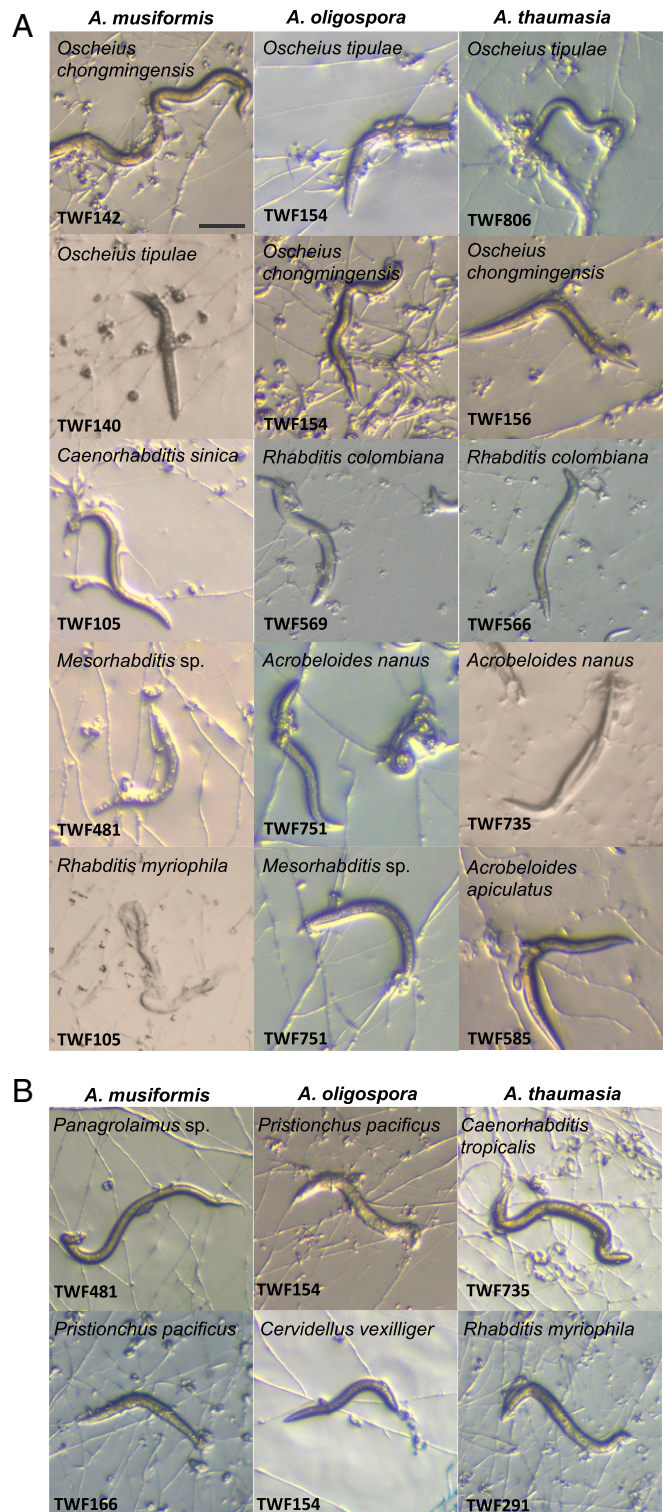 A
A. musiformis A. oligospora A. thaumasia
Oscheius
chongmingensis
TWF142
Oscheius tipulae
TWF154
Oscheius tipulae
TWF806
Oscheius tipulae
TWF140
Oscheius
chongmingensis
TWF154
Oscheius
chongmingensis
TWF156
Caenorhabditis sinica
TWF105
Rhabditis colombiana
TWF569
Rhabditis colombiana
TWF566
Mesorhabditis sp.
TWF481
Acrobeloides nanus
TWF751
Acrobeloides nanus
TWF735
Rhabditis myriophila
TWF105
Mesorhabditis sp.
TWF751
Acrobeloides
apiculatus
TWF585
B
A. musiformis A. oligospora A. thaumasia
Panagrolaimus sp.
TWF481
Pristionchus pacificus
TWF154
Caenorhabditis
tropicalis
TWF735
Pristionchus pacificus
TWF166
Cervidellus vexilliger
TWF154
Rhabditis myriophila
TWF291